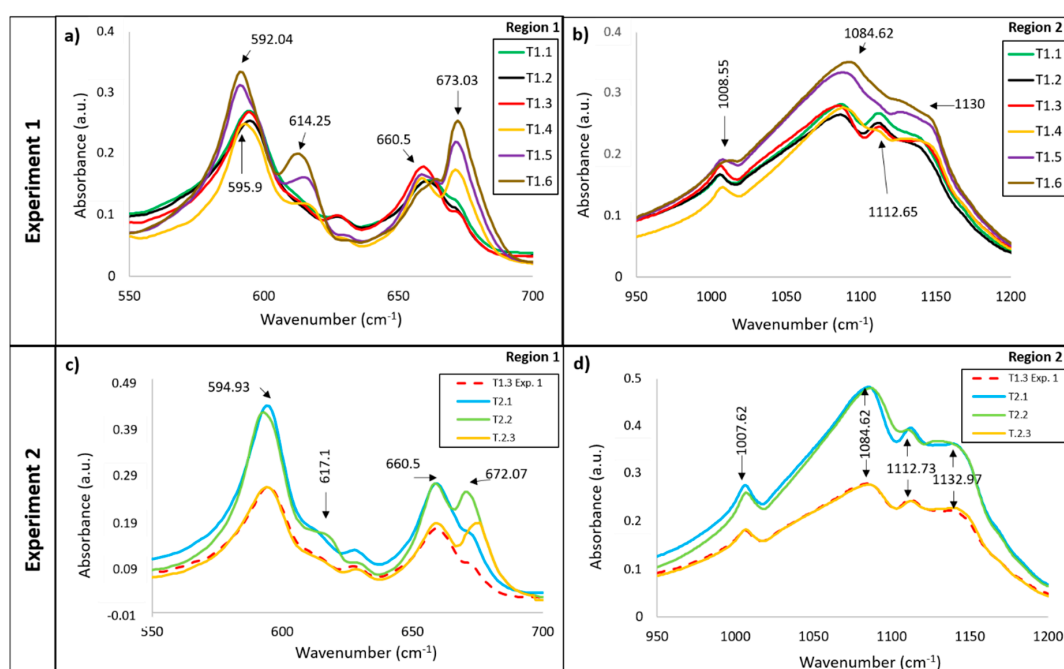 Experiment 1
a)
Region 1
592.04
614.25
673.03
660.5
595.9
T1.1
T1.2
T1.3
T1.4
T1.5
T1.6
Absorbance (a.u.)
0.4
0.3
0.2
0.1
0
550
600
650
700
Wavenumber (cm-1)
b)
Region 2
1084.62
1008.55
1130
1112.65
T1.1
T1.2
T1.3
T1.4
T1.5
T1.6
Absorbance (a.u.)
0.4
0.3
0.2
0.1
0
950
1000
1050
1100
1150
1200
Wavenumber (cm-1)
Experiment 2
c)
Region 1
594.93
617.1
660.5
672.07
T1.3 Exp. 1
T2.1
T2.2
T.2.3
Absorbance (a.u.)
0.49
0.39
0.29
0.19
0.09
-0.01
550
600
650
700
Wavenumber (cm-1)
d)
Region 2
1007.62
1084.62
1112.73
1132.97
T1.3 Exp. 1
T2.1
T2.2
T.2.3
Absorbance (a.u.)
0.5
0.4
0.3
0.2
0.1
0
950
1000
1050
1100
1150
1200
Wavenumber (cm-1)